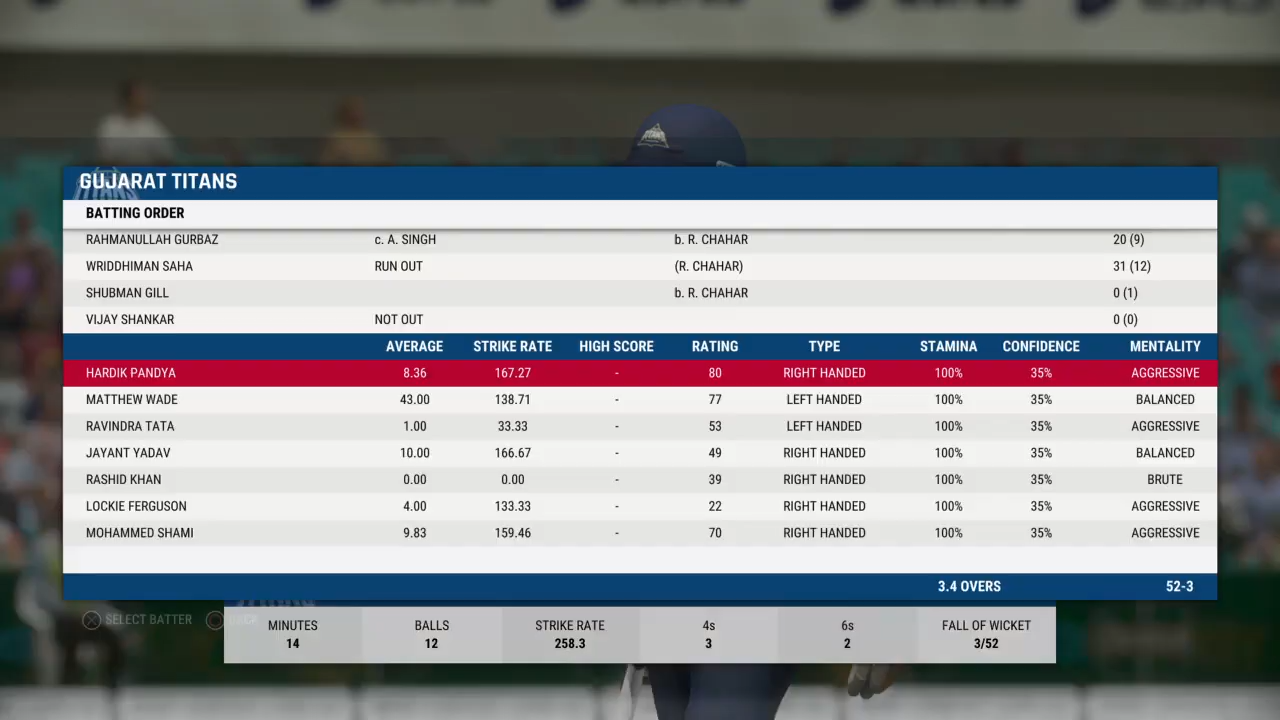 GUJARAT TITANS
BATTING ORDER
RAHMANULLAH GURBAZ c. A. SINGH b. R. CHAHAR 20 (9)
WRIDDHIMAN SAHA RUN OUT (R. CHAHAR) 31 (12)
SHUBMAN GILL b. R. CHAHAR 0 (1)
VIJAY SHANKAR NOT OUT 0 (0)
AVERAGE STRIKE RATE HIGH SCORE RATING TYPE STAMINA CONFIDENCE MENTALITY
HARDIK PANDYA 8.36 167.27 - 80 RIGHT HANDED 100% 35% AGGRESSIVE
MATTHEW WADE 43.00 138.71 - 77 LEFT HANDED 100% 35% BALANCED
RAVINDRA TATA 1.00 33.33 - 53 LEFT HANDED 100% 35% AGGRESSIVE
JAYANT YADAV 10.00 166.67 - 49 RIGHT HANDED 100% 35% BALANCED
RASHID KHAN 0.00 0.00 - 39 RIGHT HANDED 100% 35% BRUTE
LOCKIE FERGUSON 4.00 133.33 - 22 RIGHT HANDED 100% 35% AGGRESSIVE
MOHAMMED SHAMI 9.83 159.46 - 70 RIGHT HANDED 100% 35% AGGRESSIVE
3.4 OVERS 52-3
SELECT BATTER BACK
MINUTES BALLS STRIKE RATE 4s 6s FALL OF WICKET
14 12 258.3 3 2 3/52